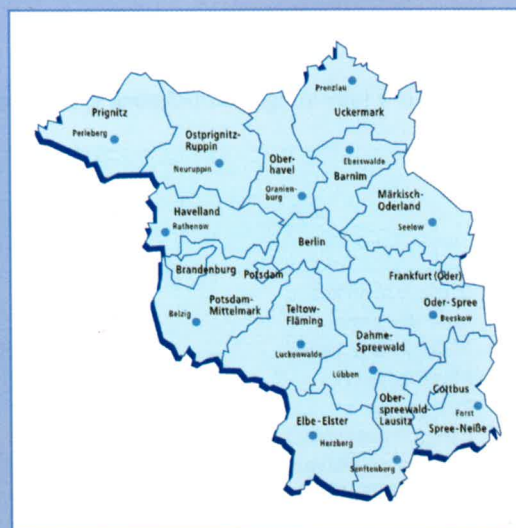 Prenzlau
Uckermark
Prignitz
Perleberg
Ostprignitz-
Ruppin
Neuruppin
Ober-
havel
Oranien-
burg
Eberswalde
Barnim
Märkisch-
Oderland
Seelow
Havelland
Rathenow
Berlin
Brandenburg
Potsdam
Frankfurt (Oder)
Potsdam-
Mittelmark
Belzig
Teltow-
Fläming
Luckenwalde
Oder-Spree
Beeskow
Dahme-
Spreewald
Lübben
Ober-
spreewald-
Lausitz
Senftenberg
Cottbus
Forst
Spree-Neiße
Elbe-Elster
Herzberg